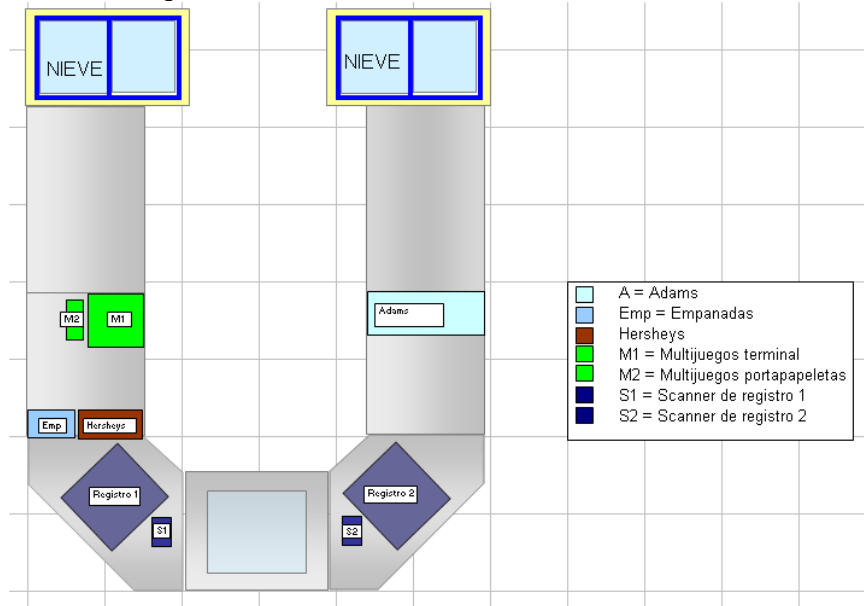 NIEVE
NIEVE
M2
M1
Adams
Emp
Hersheys
Registro 1
Registro 2
S1
S2
A = Adams
Emp = Empanadas
Hersheys
M1 = Multijuegos terminal
M2 = Multijuegos portapapeletas
S1 = Scanner de registro 1
S2 = Scanner de registro 2